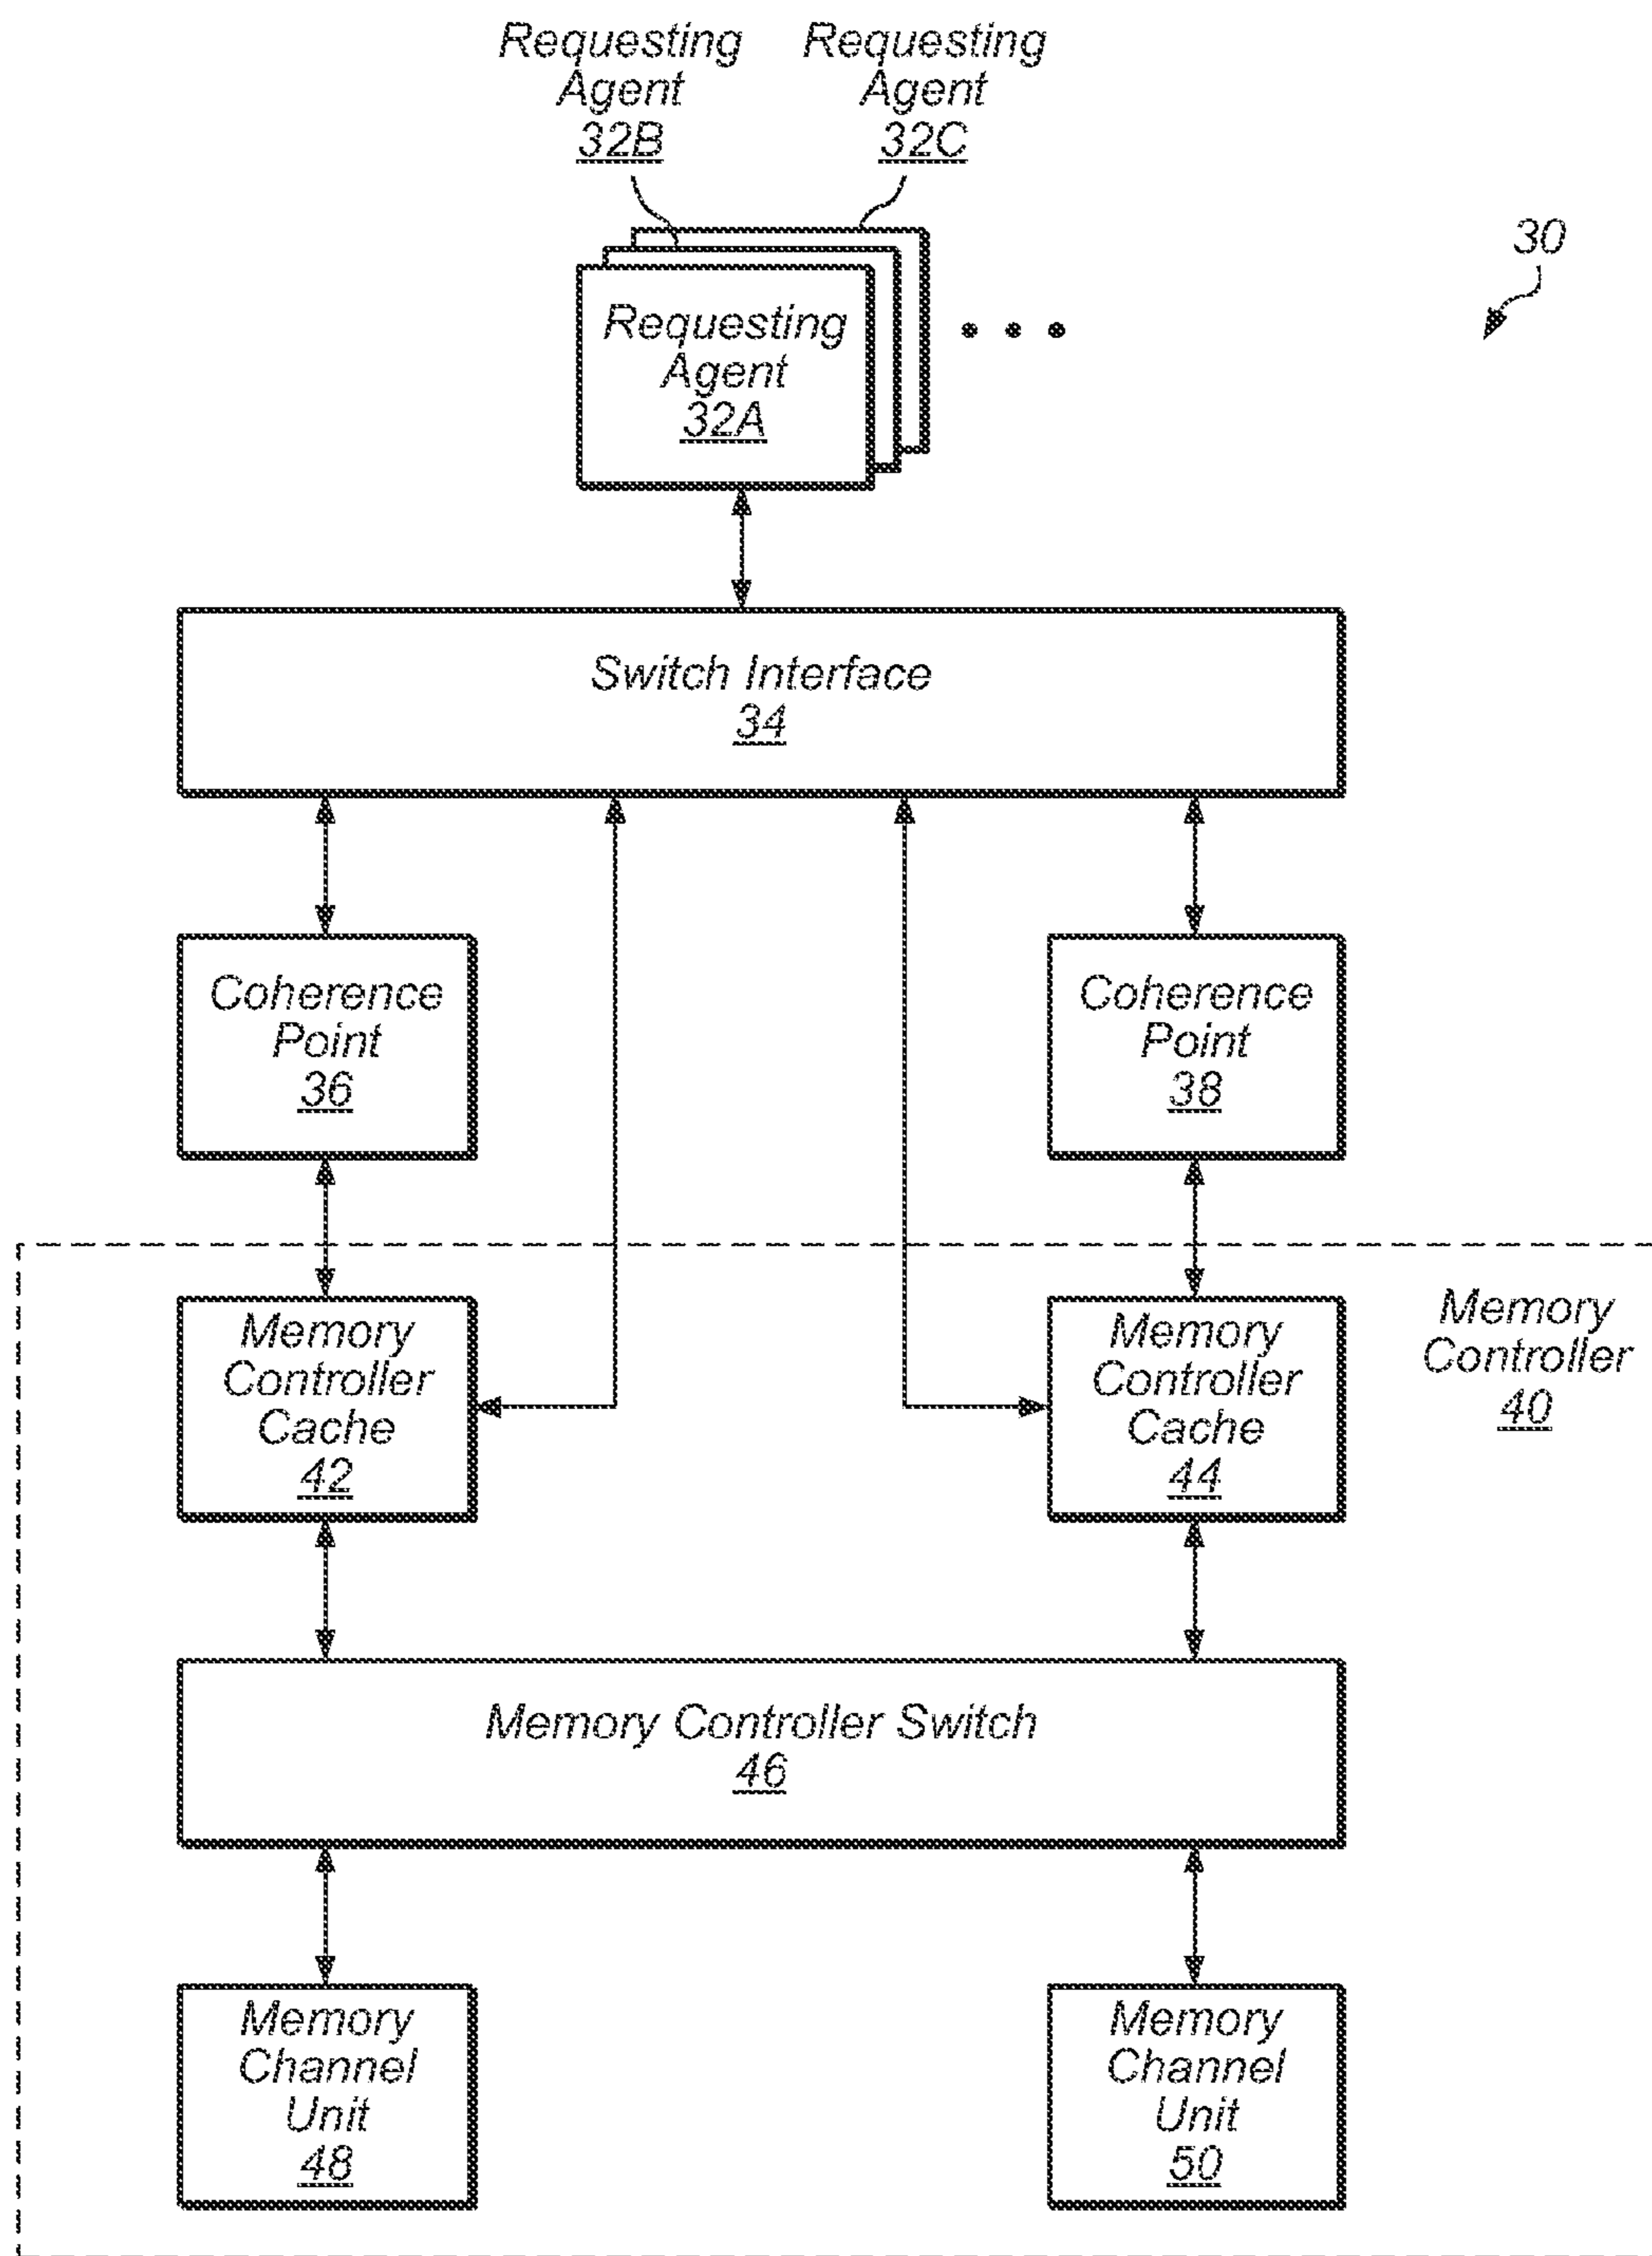 Requesting
Agent
32B
Requesting
Agent
32C
30
Requesting
Agent
32A
Switch Interface
34
Coherence
Point
36
Coherence
Point
38
Memory
Controller
Cache
42
Memory
Controller
Cache
44
Memory
Controller
40
Memory Controller Switch
46
Memory
Channel
Unit
48
Memory
Channel
Unit
50